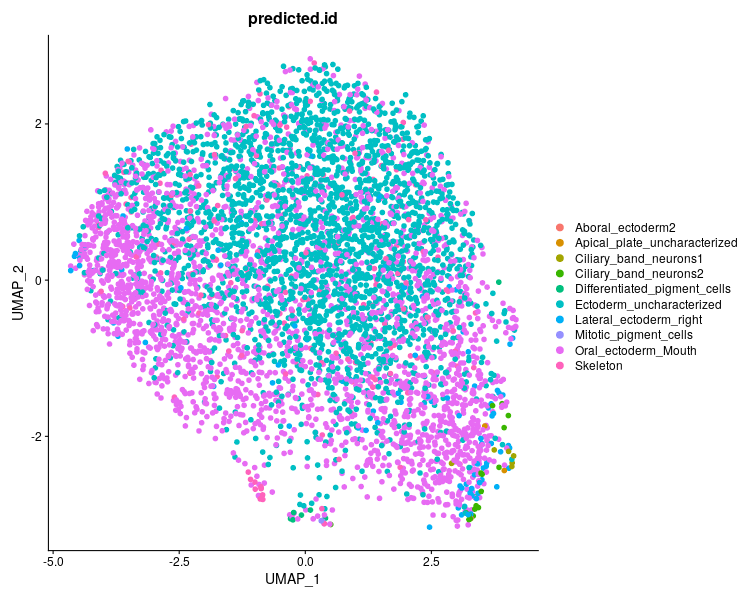 predicted.id
UMAP_2
2
0
-2
-5.0
-2.5
0.0
2.5
UMAP_1
Aboral_ectoderm2
Apical_plate_uncharacterized
Ciliary_band_neurons1
Ciliary_band_neurons2
Differentiated_pigment_cells
Ectoderm_uncharacterized
Lateral_ectoderm_right
Mitotic_pigment_cells
Oral_ectoderm_Mouth
Skeleton